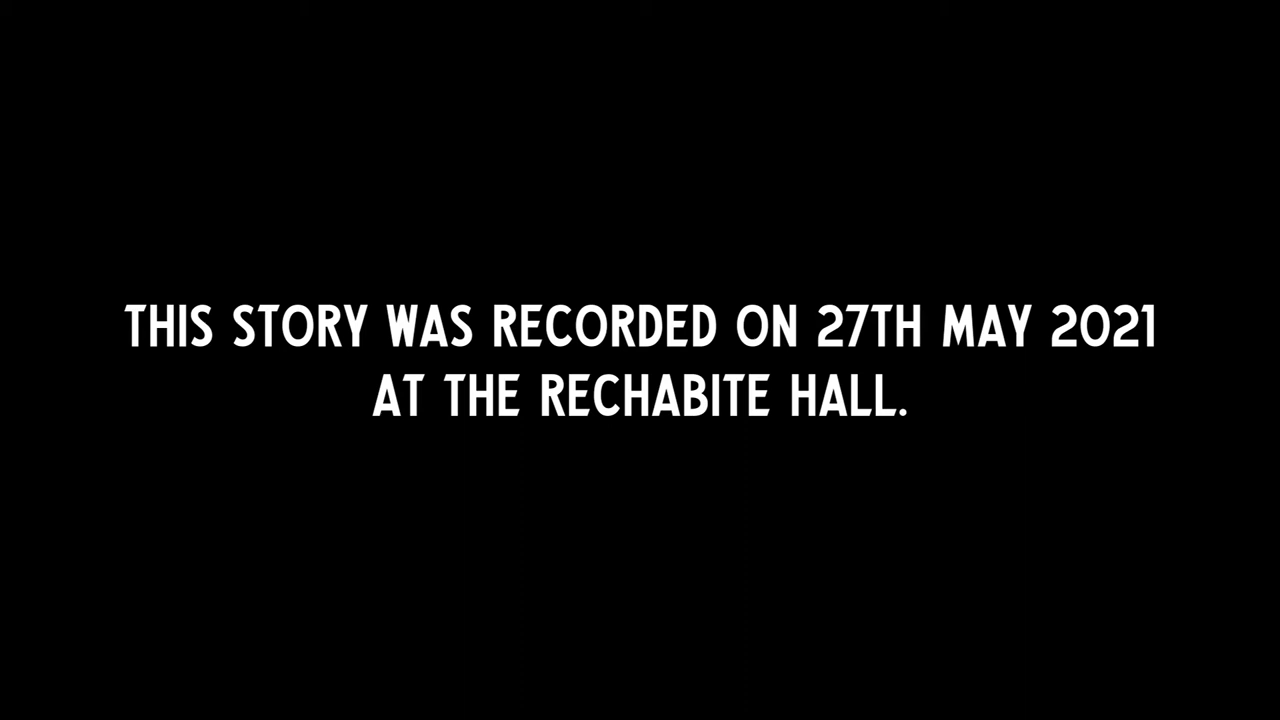 THIS STORY WAS RECORDED ON 27TH MAY 2021
AT THE RECHABITE HALL.